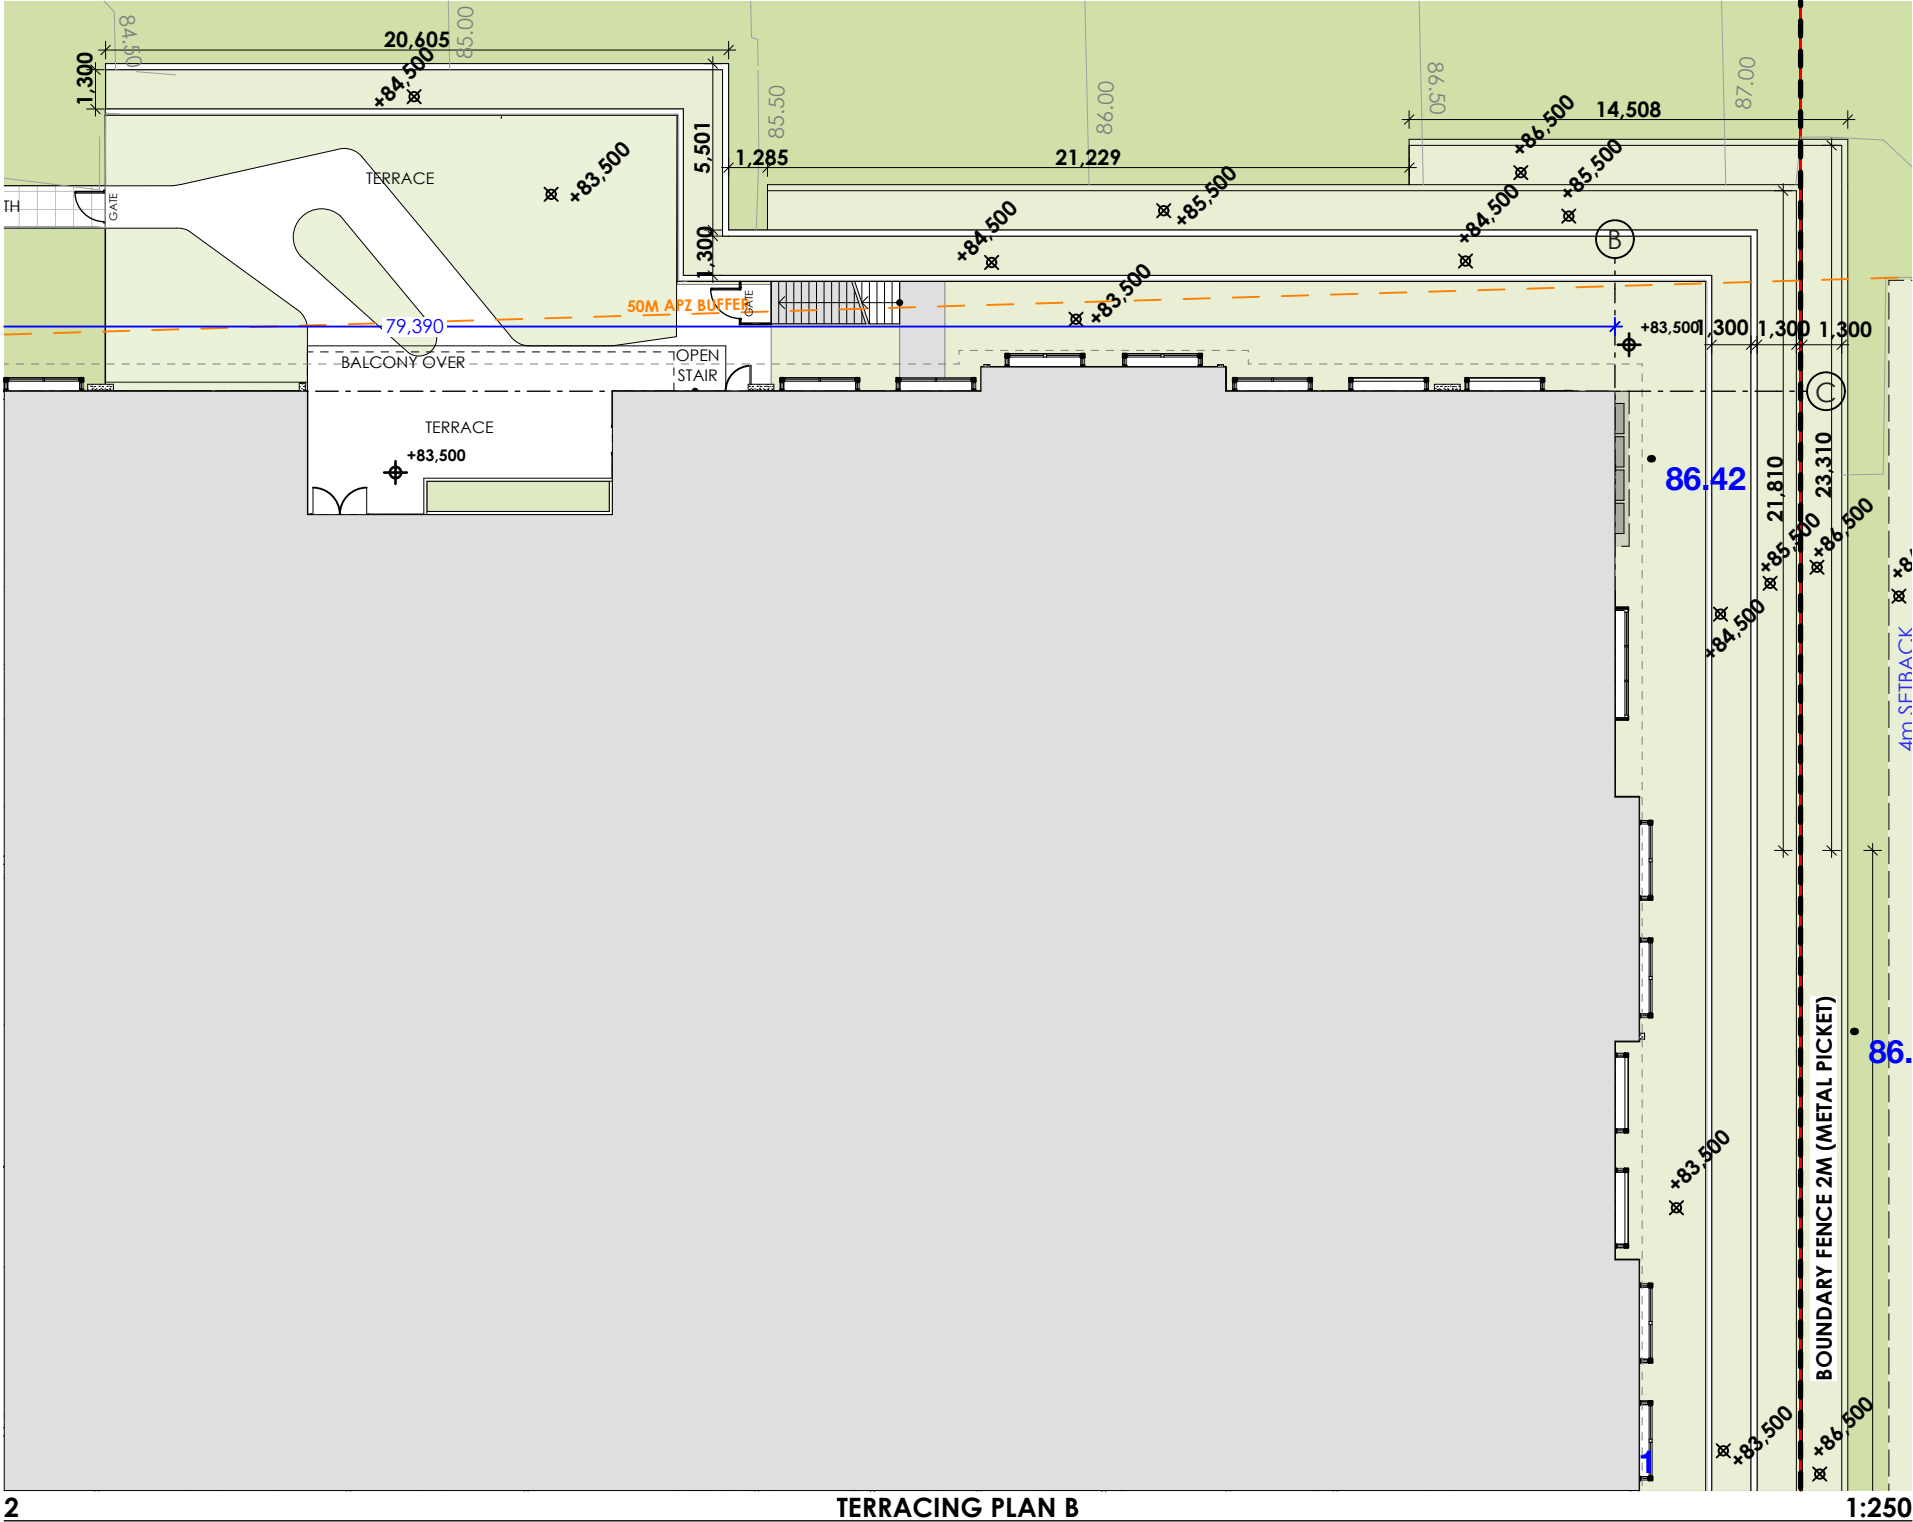 84.50
20,605
85.00
1,300
+84,500
85.50
86.00
86.50
87.00
14,508
+86,500
5,501
1,285
21,229
+85,500
TERRACE
+83,500
TH
GATE
+85,500
+84,500
+84,500
B
1,300
+83,500
50M APZ BUFFER
GATE
79,390
+83,500
1,300
1,300
1,300
BALCONY OVER
OPEN
STAIR
C
TERRACE
+83,500
86.42
21,810
23,310
+85,500
+86,500
+84,500
4m SETBACK
BOUNDARY FENCE 2M (METAL PICKET)
86.
+83,500
+83,500
+86,500
1
2
TERRACING PLAN B
1:250